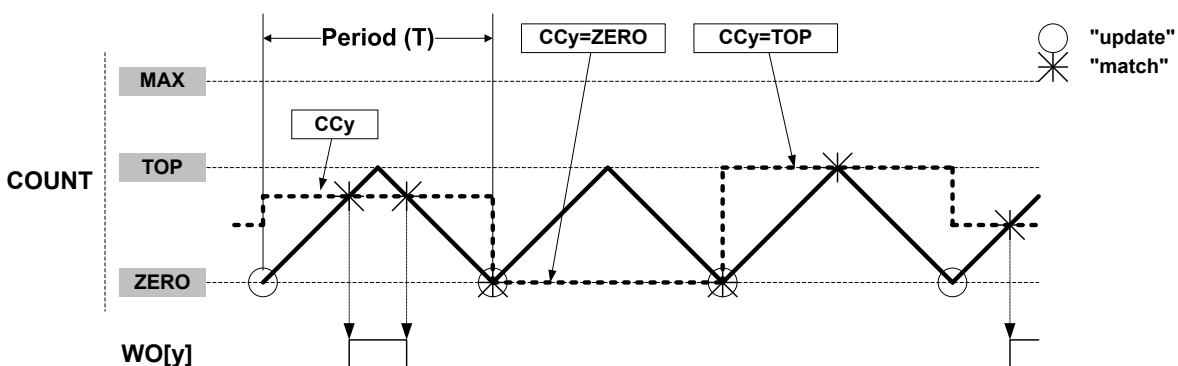 Period (T)
CCy=ZERO
CCy=TOP
"update"
"match"
MAX
CCy
TOP
COUNT
ZERO
WO[y]